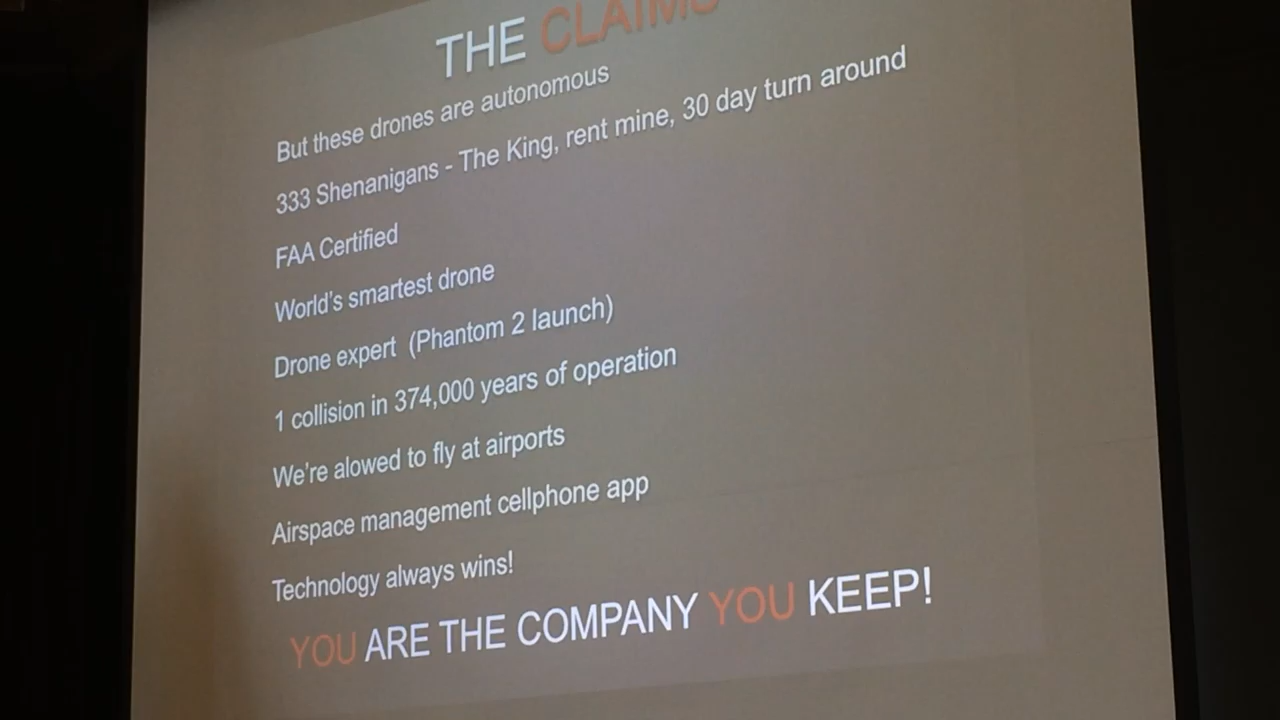 THE CLAIMS
But these drones are autonomous
333 Shenanigans - The King, rent mine, 30 day turn around
FAA Certified
World's smartest drone
Drone expert (Phantom 2 launch)
1 collision in 374,000 years of operation
We're alowed to fly at airports
Airspace management cellphone app
Technology always wins!
YOU ARE THE COMPANY YOU KEEP!